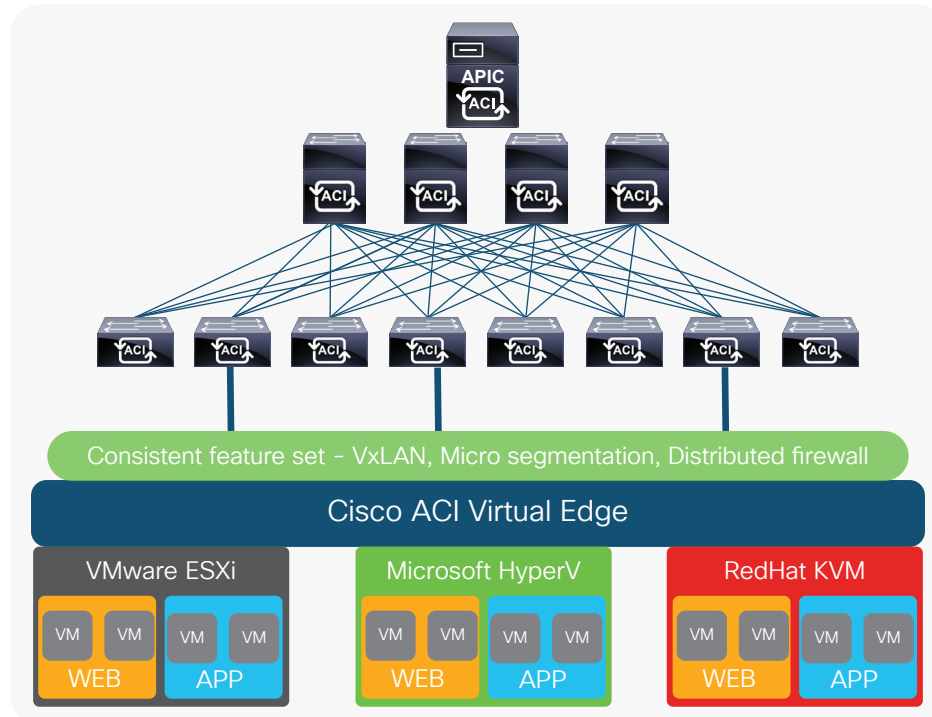 APIC
ACI
ACI ACI ACI ACI
ACI ACI ACI ACI ACI ACI ACI ACI
Consistent feature set - VxLAN, Micro segmentation, Distributed firewall
Cisco ACI Virtual Edge
VMware ESXi
VM VM VM VM
WEB APP
Microsoft HyperV
VM VM VM VM
WEB APP
RedHat KVM
VM VM VM VM
WEB APP